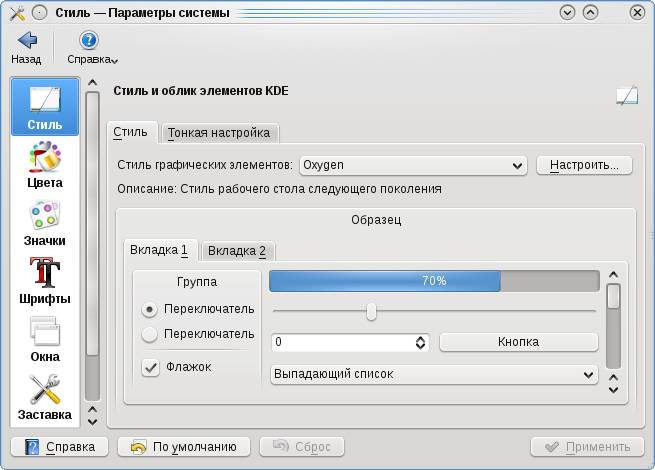 Стиль — Параметры системы
Назад
Справка
Стиль и облик элементов KDE
Стиль
Цвета
Значки
Шрифты
Окна
Заставка
Стиль Тонкая настройка
Стиль графических элементов: Oxygen Настроить...
Описание: Стиль рабочего стола следующего поколения
Образец
Вкладка 1 Вкладка 2
Группа
Переключатель
Переключатель
Флажок
70%
0 Кнопка
Выпадающий список
Справка По умолчанию Сброс Применить